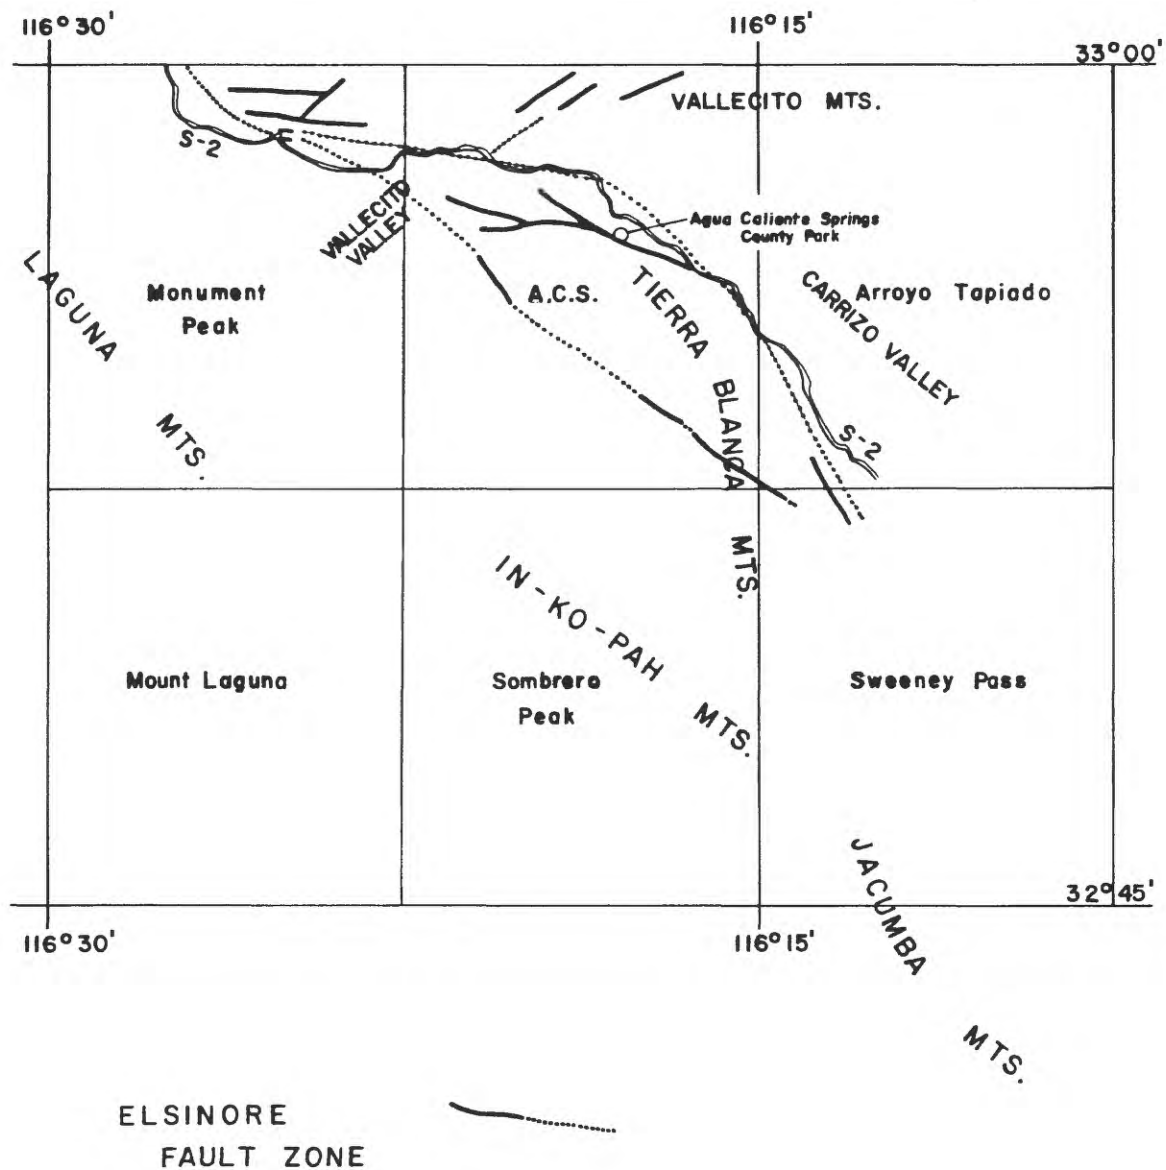 116° 30'
116° 15'
33° 00'
VALLECITO MTS.
S-2
VALLECITO
VALLEY
Agua Caliente Springs
County Park
LAGUNA
MTS.
Monument
Peak
A.C.S.
TIERRA
BLANCA
MTS.
CARRIZO VALLEY
Arroyo Tapiado
S-2
IN-KO-PAH
MTS.
Mount Laguna
Sombrero
Peak
Sweeney Pass
JACUMBA
MTS.
32° 45'
116° 30'
116° 15'
ELSINORE
FAULT ZONE